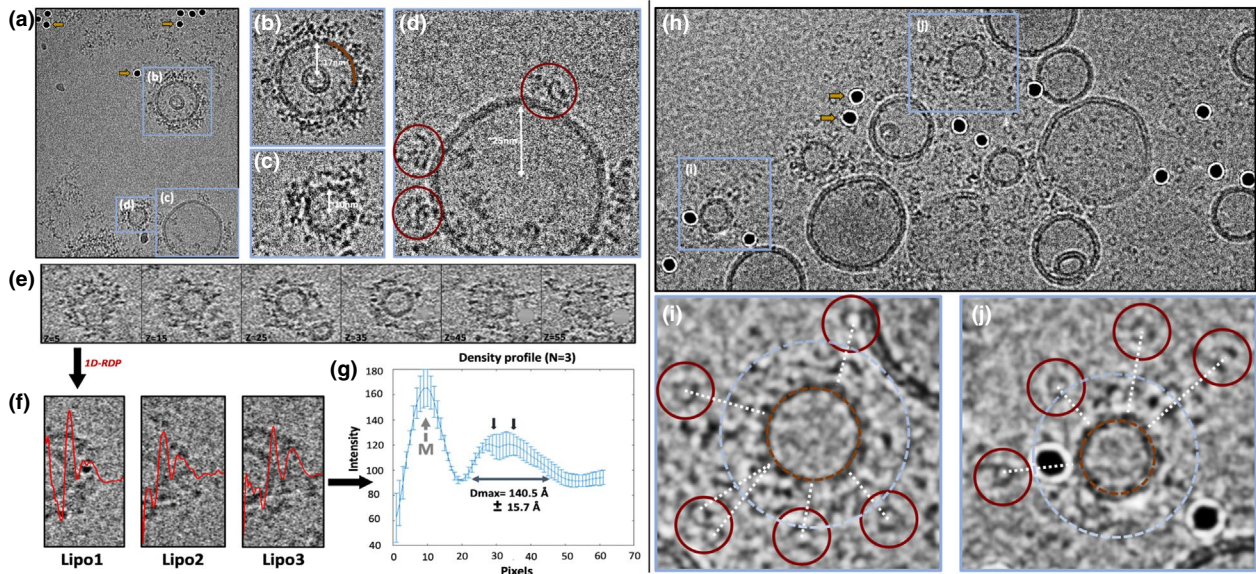 (a)
(b)
(d)
(c)
(b)
17nm
(c)
10nm
(d)
25nm
(e)
Z=5
Z=15
Z=25
Z=35
Z=45
Z=55
1D-RDP
(f)
Lipo1
Lipo2
Lipo3
(g)
Density profile (N=3)
Intensity
180
160
140
120
100
80
60
40
M
Dmax= 140.5 Å
± 15.7 Å
0
10
20
30
40
50
60
70
Pixels
(h)
(j)
(i)
(i)
(j)